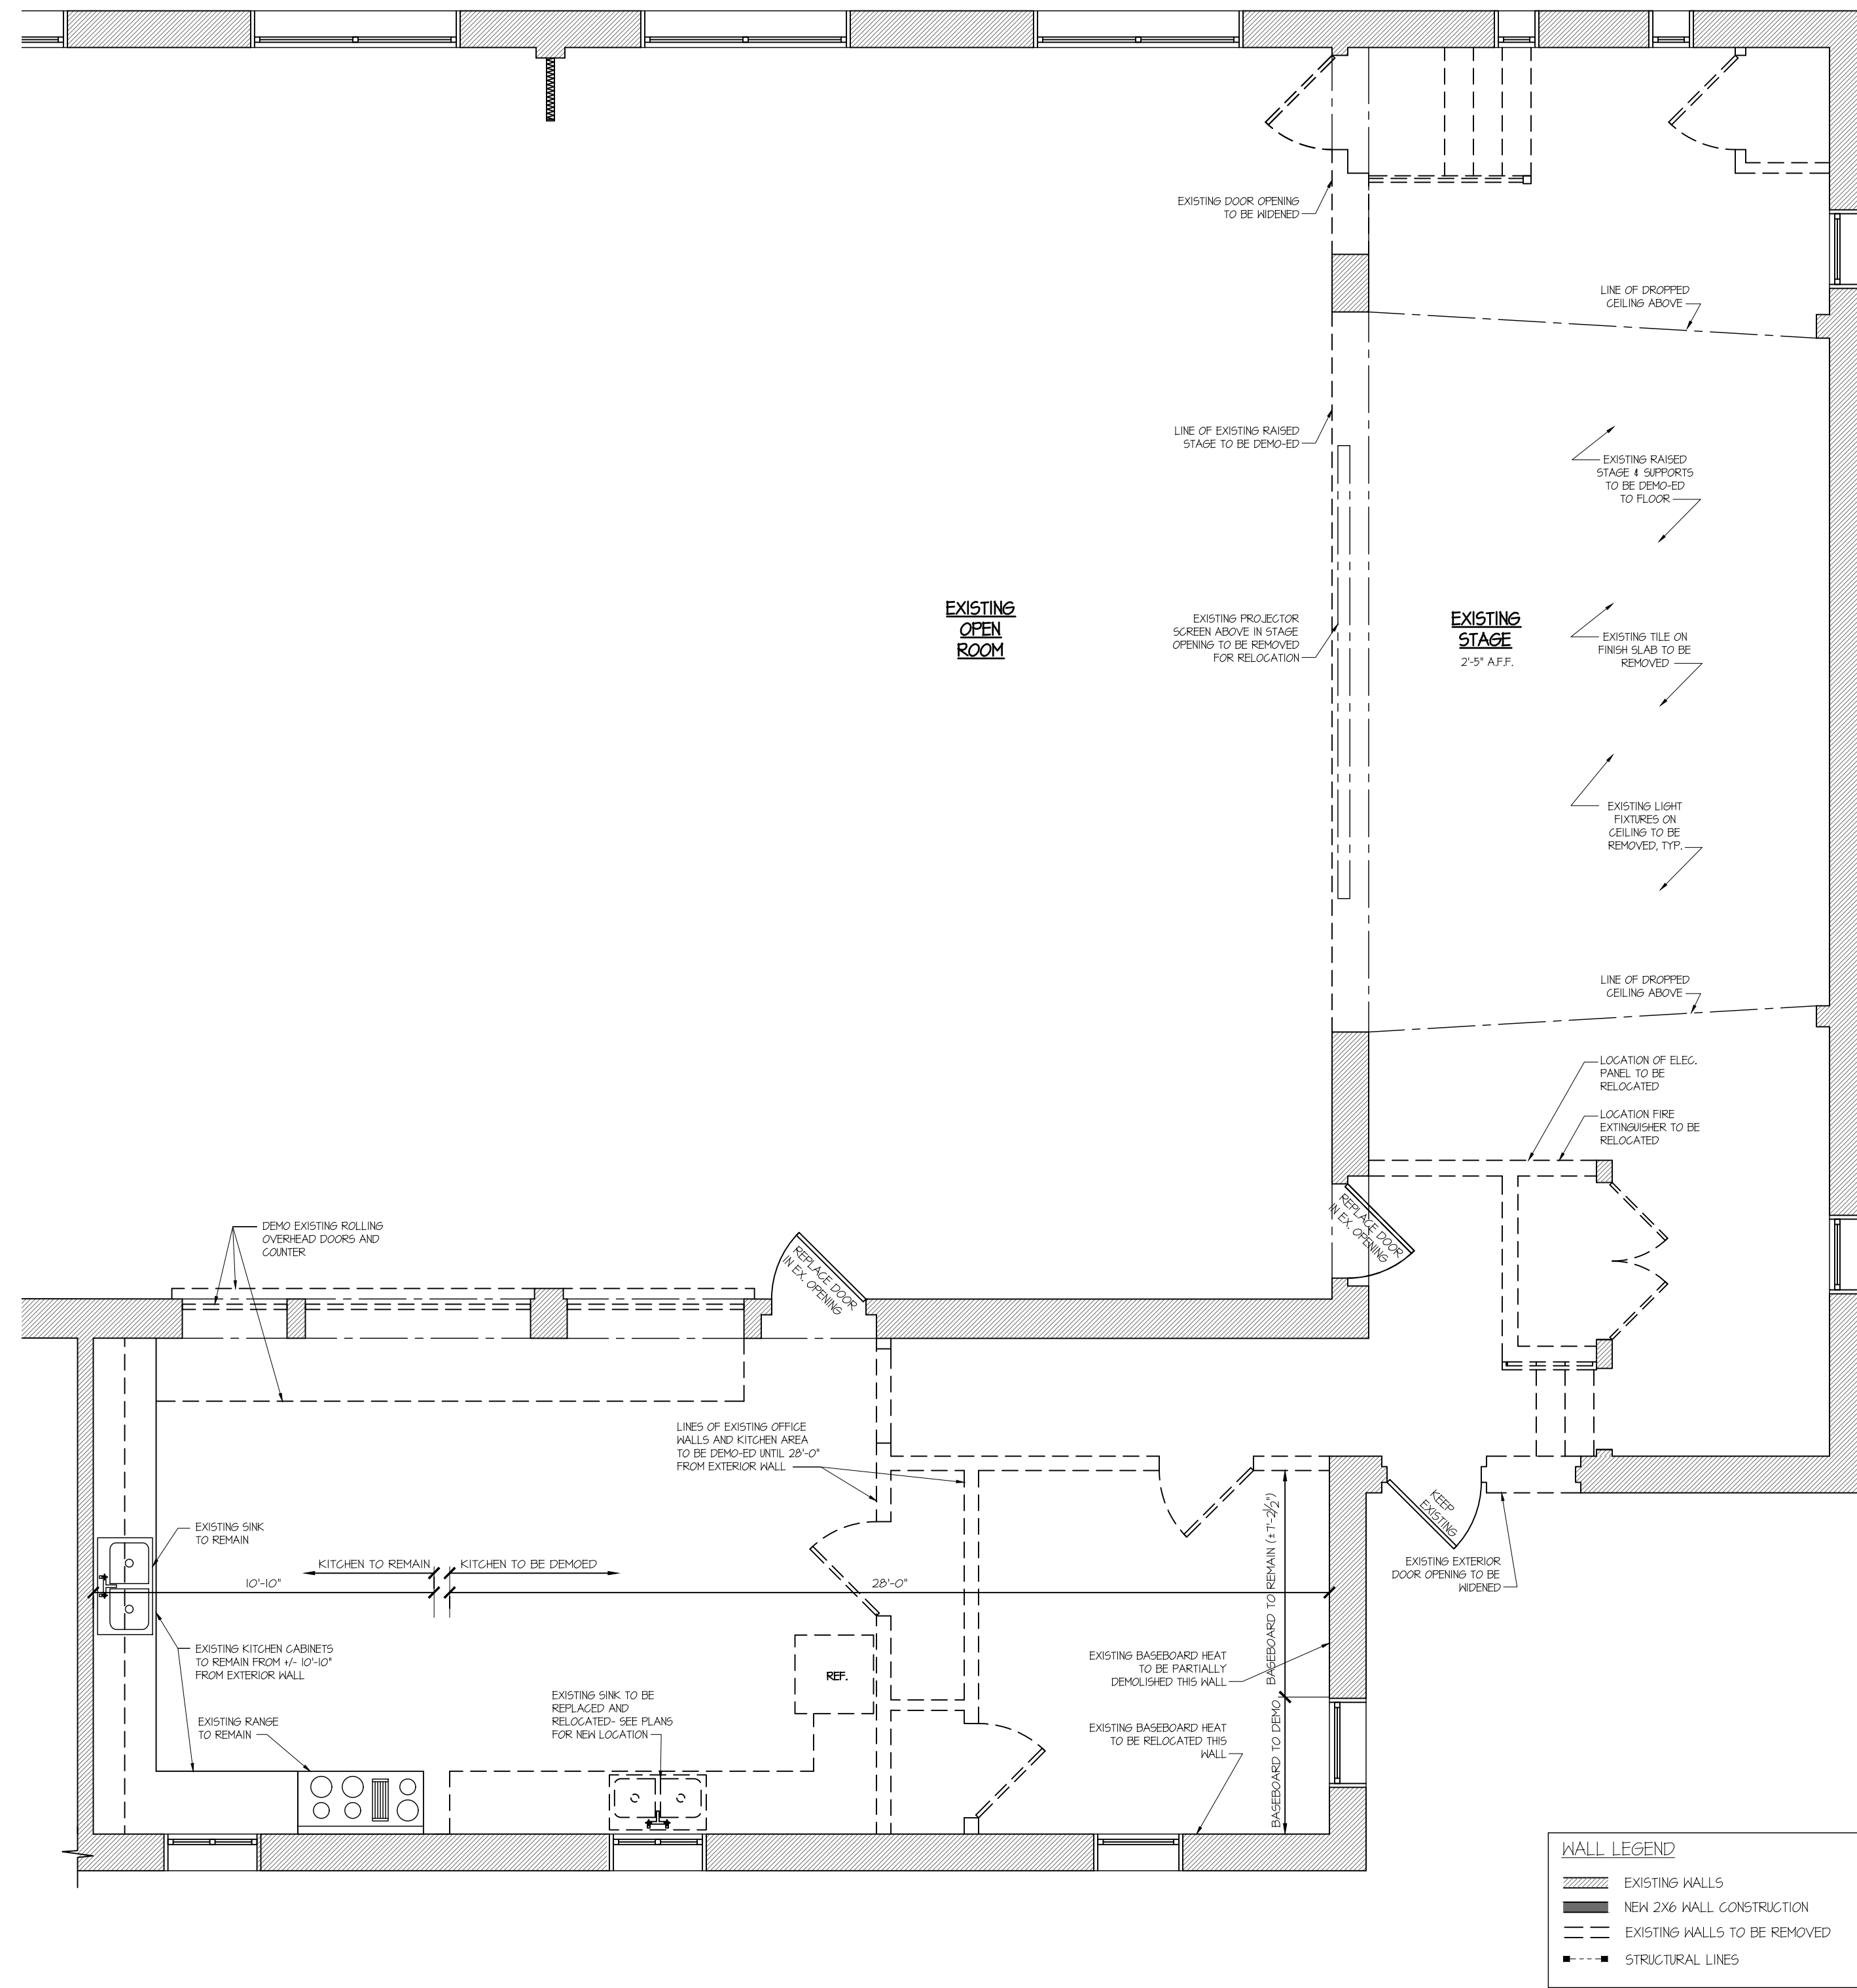 EXISTING DOOR OPENING
TO BE WIDENED
LINE OF DROPPED
CEILING ABOVE
LINE OF EXISTING RAISED
STAGE TO BE DEMO-ED
EXISTING RAISED
STAGE & SUPPORTS
TO BE DEMO-ED
TO FLOOR
EXISTING
OPEN
ROOM
EXISTING PROJECTOR
SCREEN ABOVE IN STAGE
OPENING TO BE REMOVED
FOR RELOCATION
EXISTING
STAGE
2'-5" A.F.F.
EXISTING TILE ON
FINISH SLAB TO BE
REMOVED
EXISTING LIGHT
FIXTURES ON
CEILING TO BE
REMOVED, TYP.
LINE OF DROPPED
CEILING ABOVE
LOCATION OF ELEC.
PANEL TO BE
RELOCATED
LOCATION FIRE
EXTINGUISHER TO BE
RELOCATED
DEMO EXISTING ROLLING
OVERHEAD DOORS AND
COUNTER
REPLACE DOOR
IN EX. OPENING
REPLACE DOOR
IN EX. OPENING
LINES OF EXISTING OFFICE
WALLS AND KITCHEN AREA
TO BE DEMO-ED UNTIL 28'-0"
FROM EXTERIOR WALL
KEEP
EXISTING
EXISTING SINK
TO REMAIN
KITCHEN TO REMAIN
KITCHEN TO BE DEMOED
10'-10"
28'-0"
BASEBOARD TO REMAIN (±7'-2½")
EXISTING EXTERIOR
DOOR OPENING TO BE
WIDENED
EXISTING KITCHEN CABINETS
TO REMAIN FROM +/- 10'-10"
FROM EXTERIOR WALL
REF.
EXISTING BASEBOARD HEAT
TO BE PARTIALLY
DEMOLISHED THIS WALL
EXISTING RANGE
TO REMAIN
EXISTING SINK TO BE
REPLACED AND
RELOCATED- SEE PLANS
FOR NEW LOCATION
EXISTING BASEBOARD HEAT
TO BE RELOCATED THIS
WALL
BASEBOARD TO DEMO
WALL LEGEND
EXISTING WALLS
NEW 2X6 WALL CONSTRUCTION
EXISTING WALLS TO BE REMOVED
STRUCTURAL LINES